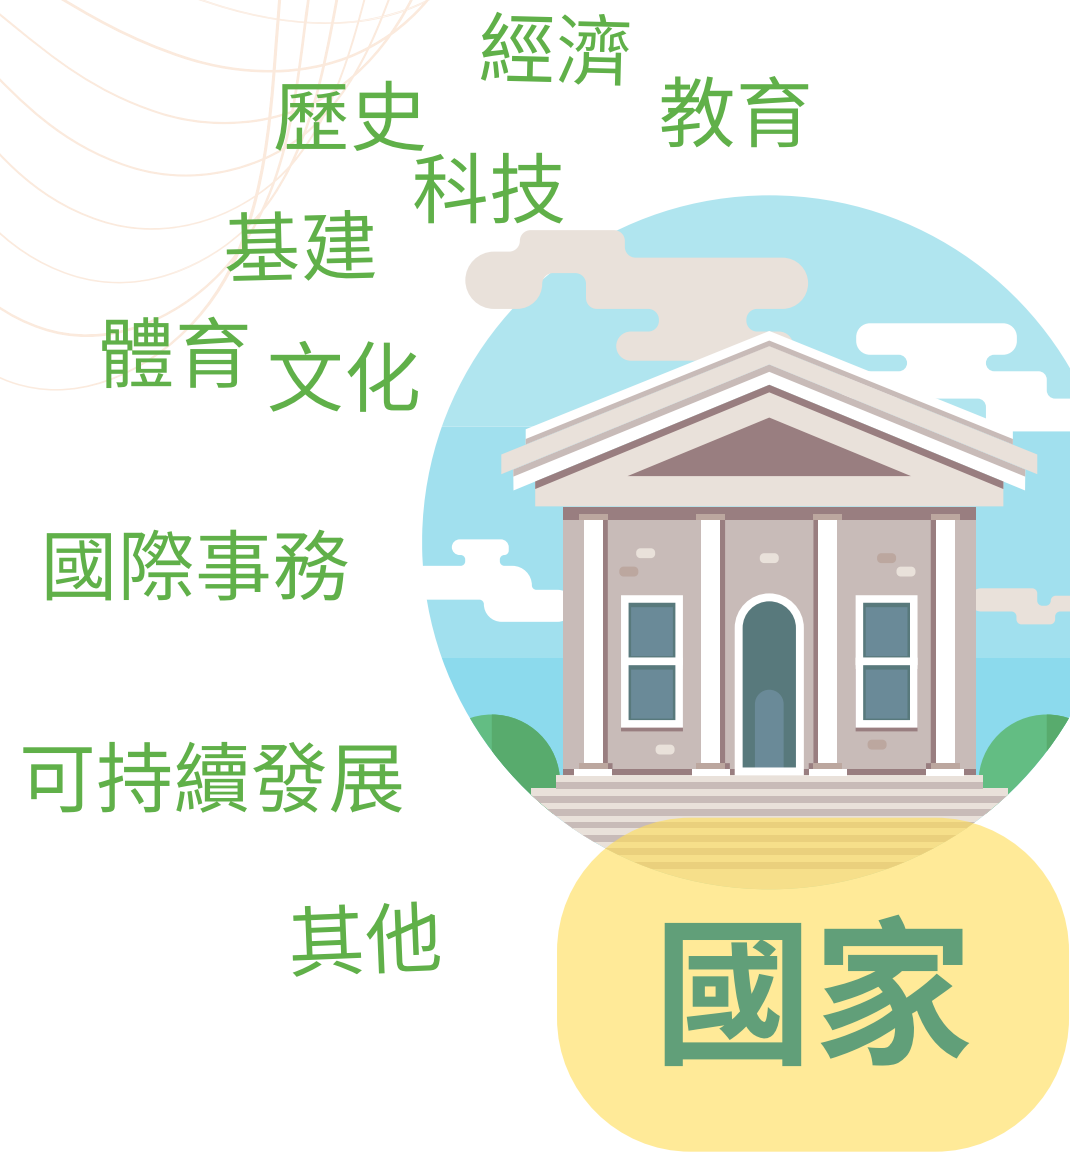 經濟
教育
歷史
科技
基建
體育
文化
國際事務
可持續發展
其他
國家